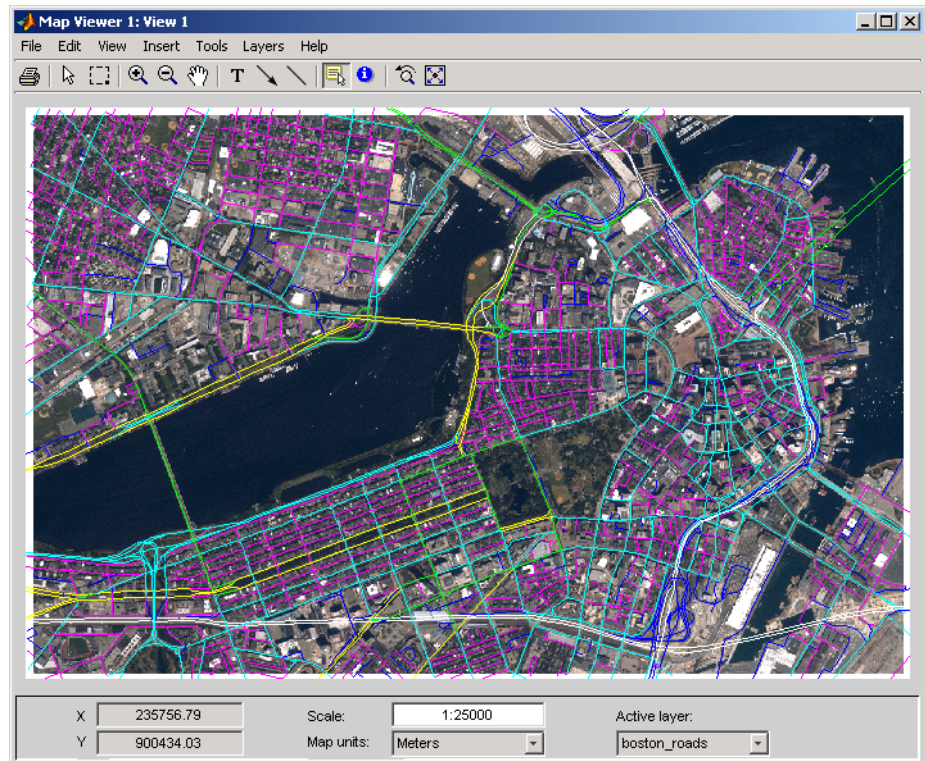 Map Viewer 1: View 1
File Edit View Insert Tools Layers Help
T
X 235756.79 Scale: 1:25000 Active layer:
Y 900434.03 Map units: Meters boston_roads